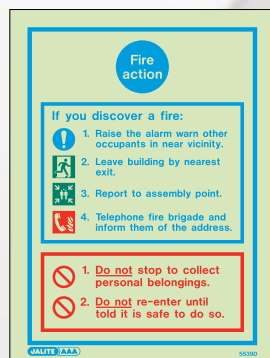 Fire
action
If you discover a fire:
1. Raise the alarm warn other
occupants in near vicinity.
2. Leave building by nearest
exit.
3. Report to assembly point.
4. Telephone fire brigade and
inform them of the address.
1. Do not stop to collect
personal belongings.
2. Do not re-enter until
told it is safe to do so.
JALITE AAA
5539D